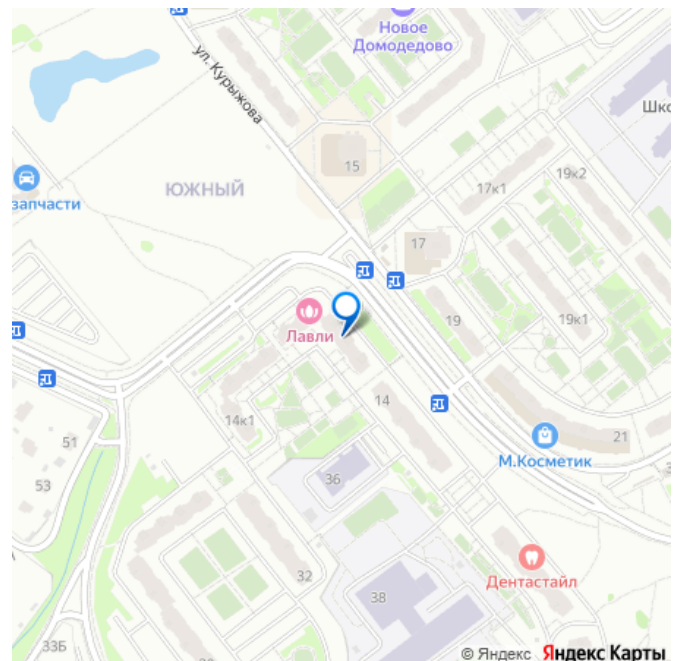 Новое
Домодедово
ул. Курыжова
Шко
15
19к2
ЮЖНЫЙ
17к1
запчасти
17
19
19к1
Лавли
14
14к1
21
51
М.Косметик
36
53
Дентастайл
32
38
33Б
© Яндекс Яндекс Карты